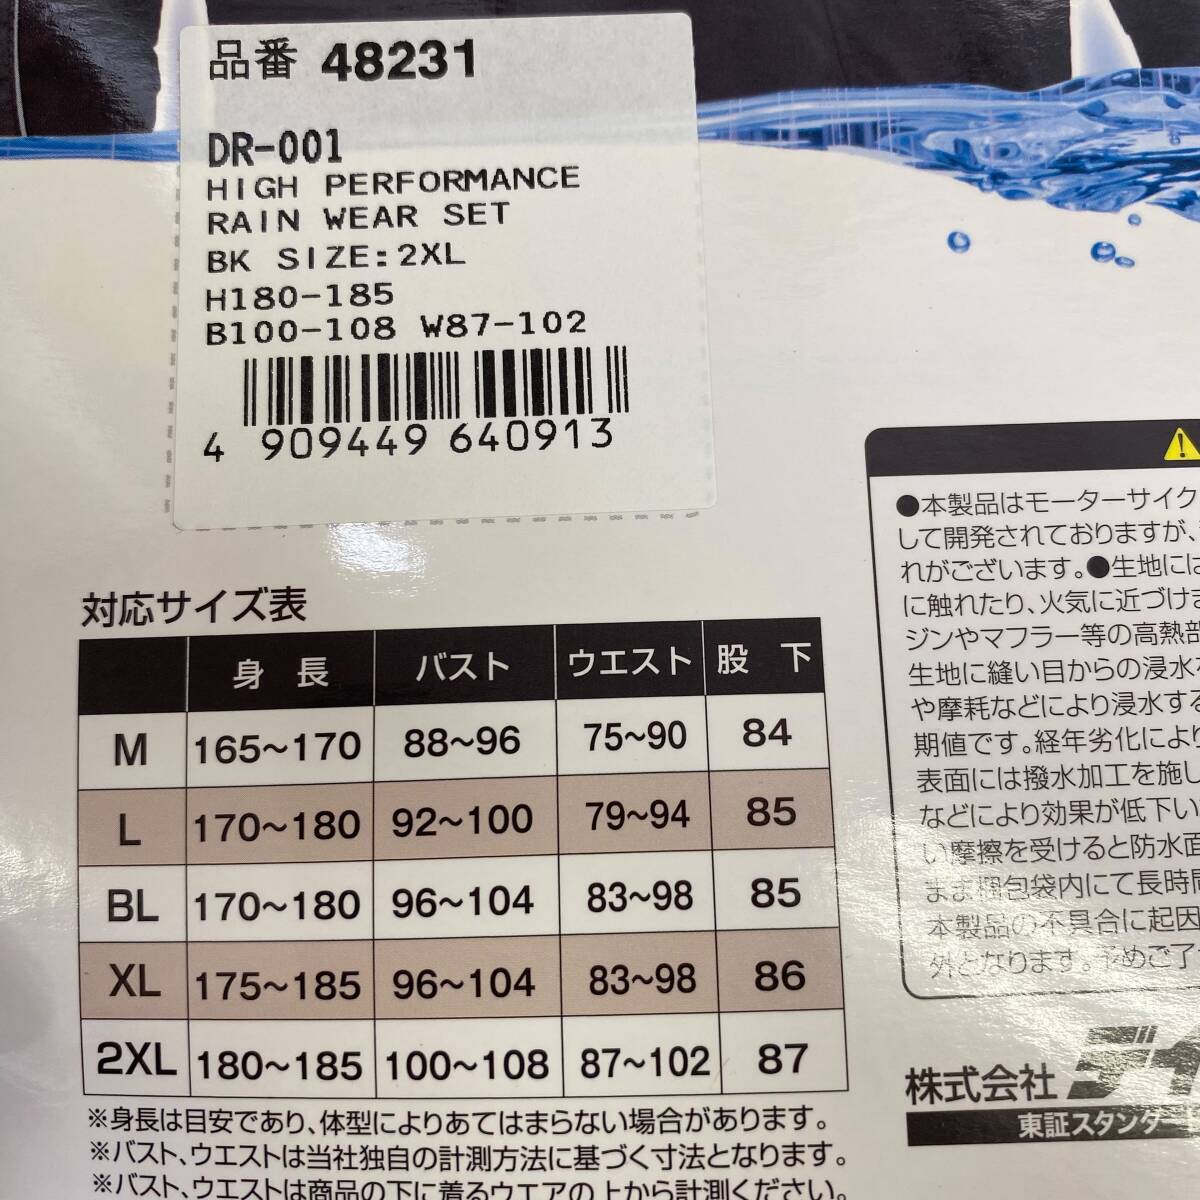 品番 48231
DR-001
HIGH PERFORMANCE
RAIN WEAR SET
BK SIZE:2XL
H180-185
B100-108 W87-102
4 909449 640913
対応サイズ表
身 長 バスト ウエスト 股 下
M 165～170 88～96 75～90 84
L 170～180 92～100 79～94 85
BL 170～180 96～104 83～98 85
XL 175～185 96～104 83～98 86
2XL 180～185 100～108 87～102 87
※身長は目安であり、体型によりあてはまらない場合があります。
※バスト、ウエストは当社独自の計測方法に基づく寸法となります。
※バスト、ウエストは商品の下に着るウエアの上から計測ください。
●本製品はモーターサイク
して開発されておりますが、
れがございます。●生地には
に触れたり、火気に近づけま
ジンやマフラー等の高熱部
生地に縫い目からの浸水
や摩耗などにより浸水する
期値です。経年劣化により
表面には撥水加工を施し
などにより効果が低下い
い摩擦を受けると防水面
まま梱包袋内にて長時間
本製品の不具合に起因
外となります。予めご了
株式会社 デイ
東証スタンダー